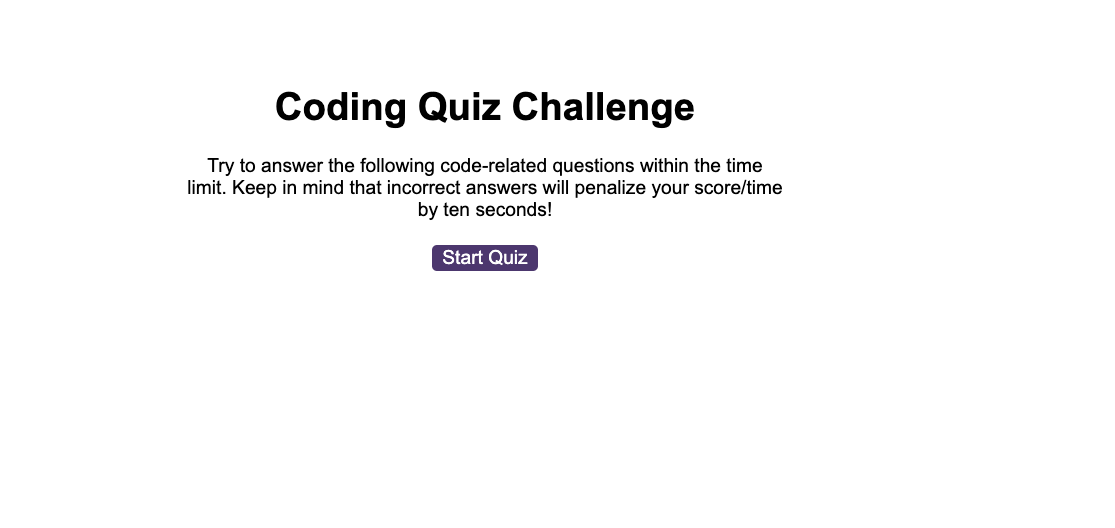 Coding Quiz Challenge
Try to answer the following code-related questions within the time
limit. Keep in mind that incorrect answers will penalize your score/time
by ten seconds!
Start Quiz